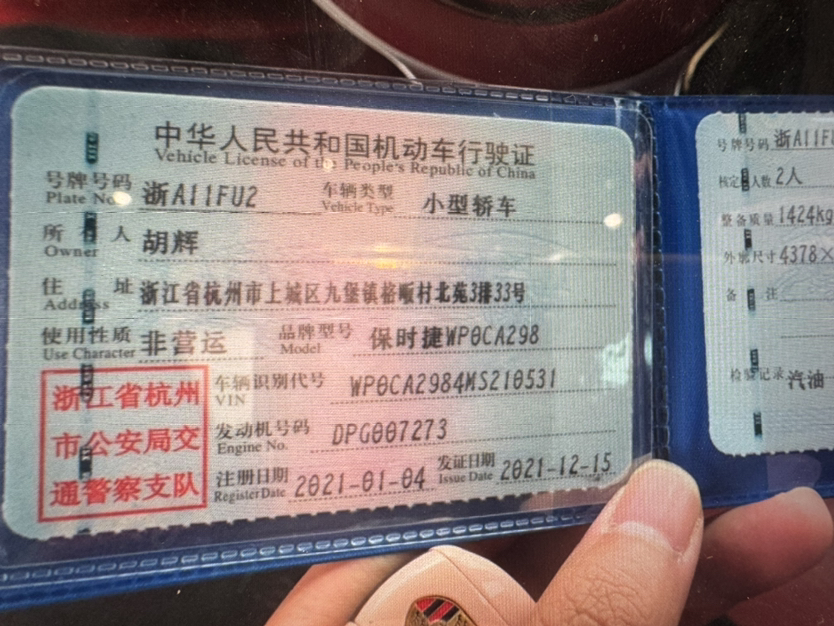 中华人民共和国机动车行驶证
Vehicle License of the People's Republic of China
号牌号码 浙A11FU2 车辆类型 小型轿车
Plate No. Vehicle Type
所有人 胡辉
Owner
住址 浙江省杭州市上城区九堡镇格畈村北苑3排33号
Address
使用性质 非营运 品牌型号 保时捷WP0CA298
Use Character Model
浙江省杭州
市公安局交
通警察支队
车辆识别代号 WP0CA2984MS210531
VIN
发动机号码 DPG007273
Engine No.
注册日期 2021-01-04 发证日期 2021-12-15
Register Date Issue Date
号牌号码 浙A11FU
核定人数 2人
整备质量 1424kg
外廓尺寸 4378×
备注
检验记录 汽油